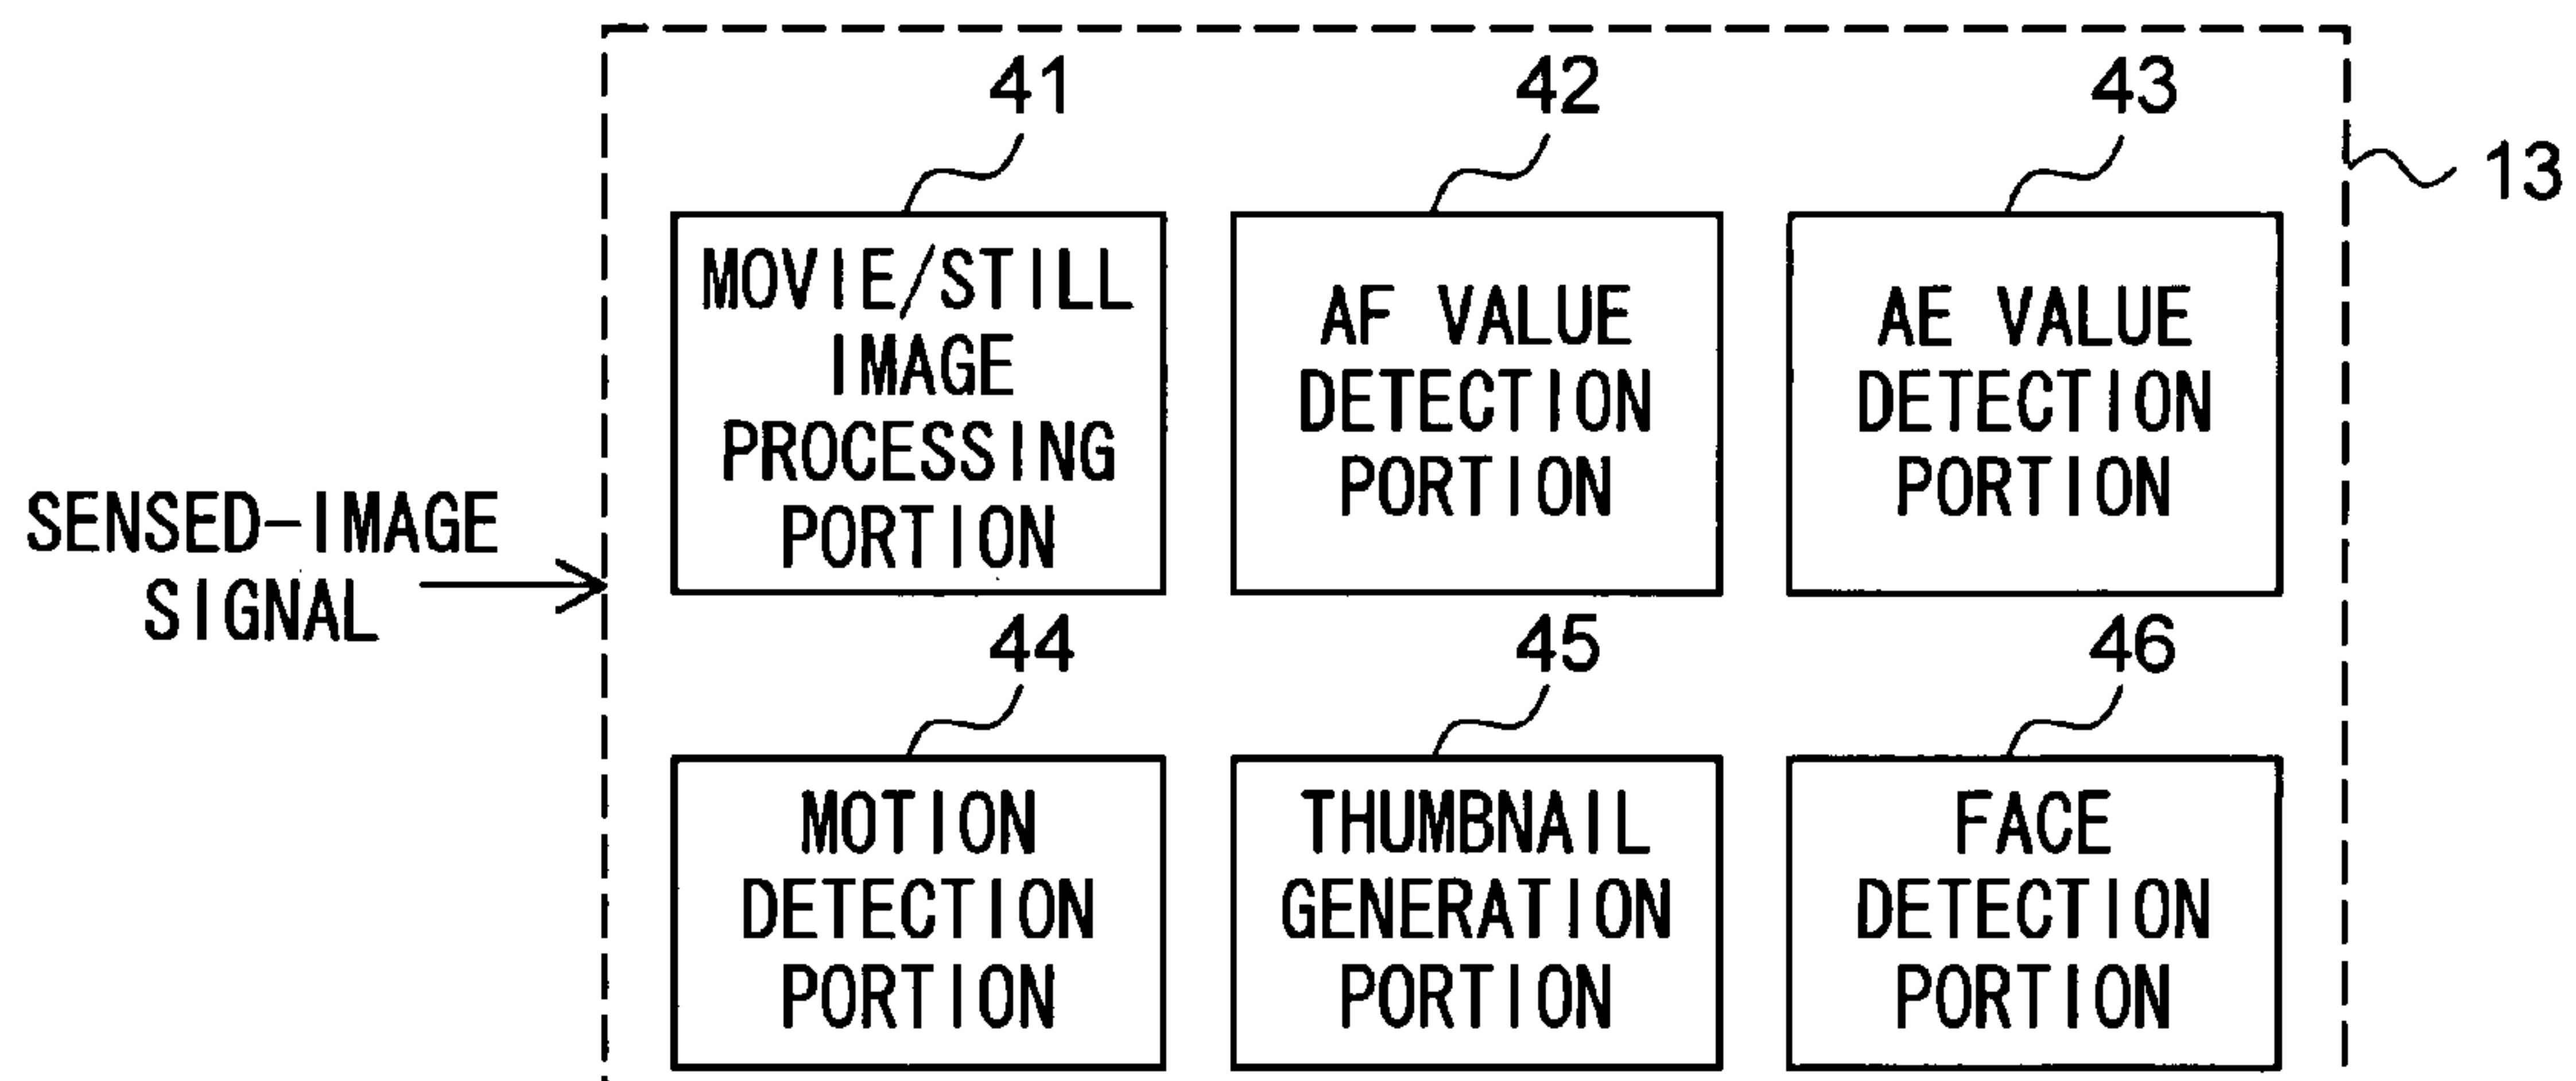 41
42
43
13
MOVIE/STILL
IMAGE
PROCESSING
PORTION
AF VALUE
DETECTION
PORTION
AE VALUE
DETECTION
PORTION
SENSED-IMAGE
SIGNAL
44
45
46
MOTION
DETECTION
PORTION
THUMBNAIL
GENERATION
PORTION
FACE
DETECTION
PORTION